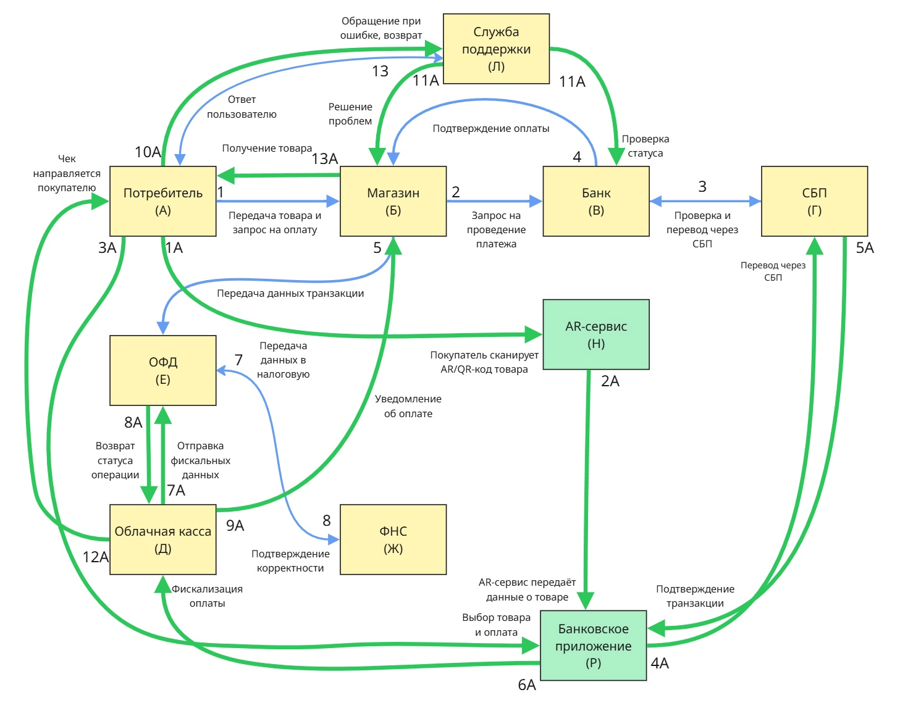 Обращение при
ошибке, возврат
Служба
поддержки
(Л)
13
11А
11А
Ответ
пользователю
Решение
проблем
Подтверждение оплаты
Проверка
статуса
10А
Получение товара
13А
4
Чек
направляется
покупателю
Потребитель
(А)
1
Передача товара и
запрос на оплату
Магазин
(Б)
2
Запрос на
проведение
платежа
Банк
(В)
3
Проверка и
перевод через
СБП
СБП
(Г)
3А
1А
5
5А
Перевод через
СБП
Передача данных транзакции
ОФД
(Е)
7
Передача
данных в
налоговую
AR-сервис
(Н)
Покупатель сканирует
AR/QR-код товара
2А
Уведомление
об оплате
8А
Возврат
статуса
операции
Отправка
фискальных
данных
7А
9А
Облачная касса
(Д)
8
ФНС
(Ж)
12А
Подтверждение
корректности
Фискализация
оплаты
AR-сервис передаёт
данные о товаре
Подтверждение
транзакции
Выбор товара
и оплата
Банковское
приложение
(Р)
4А
6А